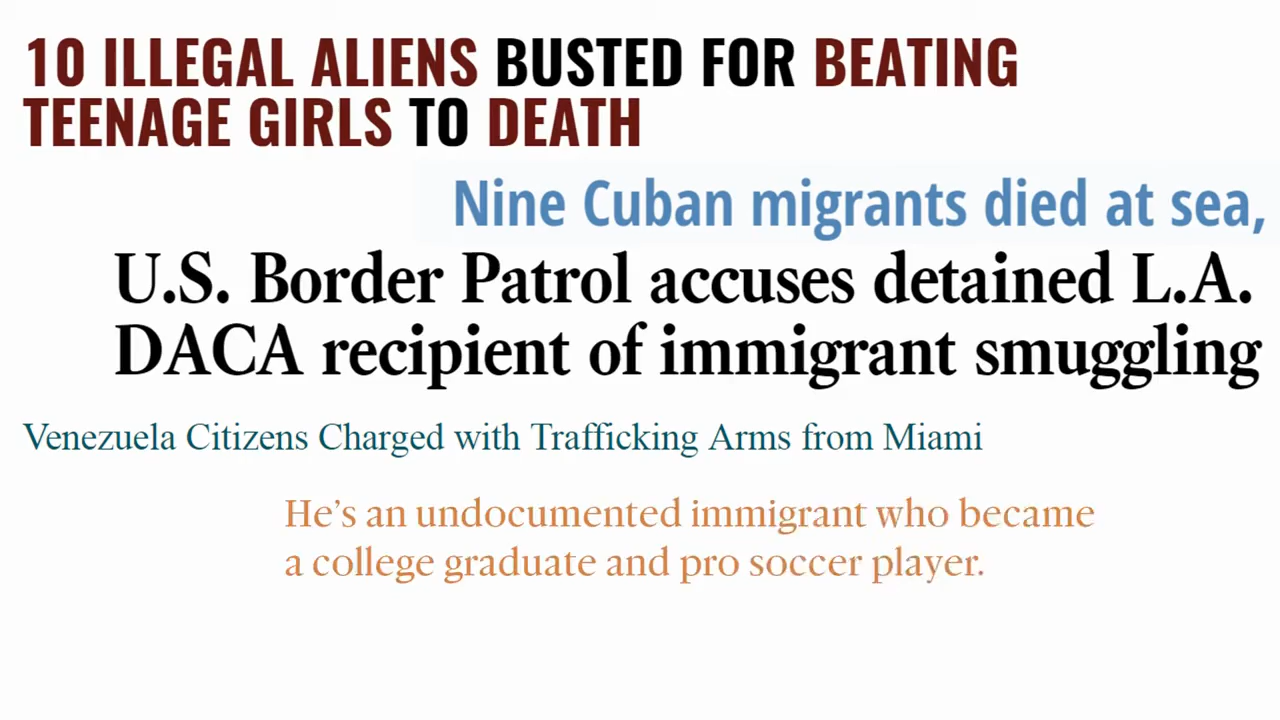 10 ILLEGAL ALIENS BUSTED FOR BEATING
TEENAGE GIRLS TO DEATH
Nine Cuban migrants died at sea,
U.S. Border Patrol accuses detained L.A.
DACA recipient of immigrant smuggling
Venezuela Citizens Charged with Trafficking Arms from Miami
He’s an undocumented immigrant who became
a college graduate and pro soccer player.